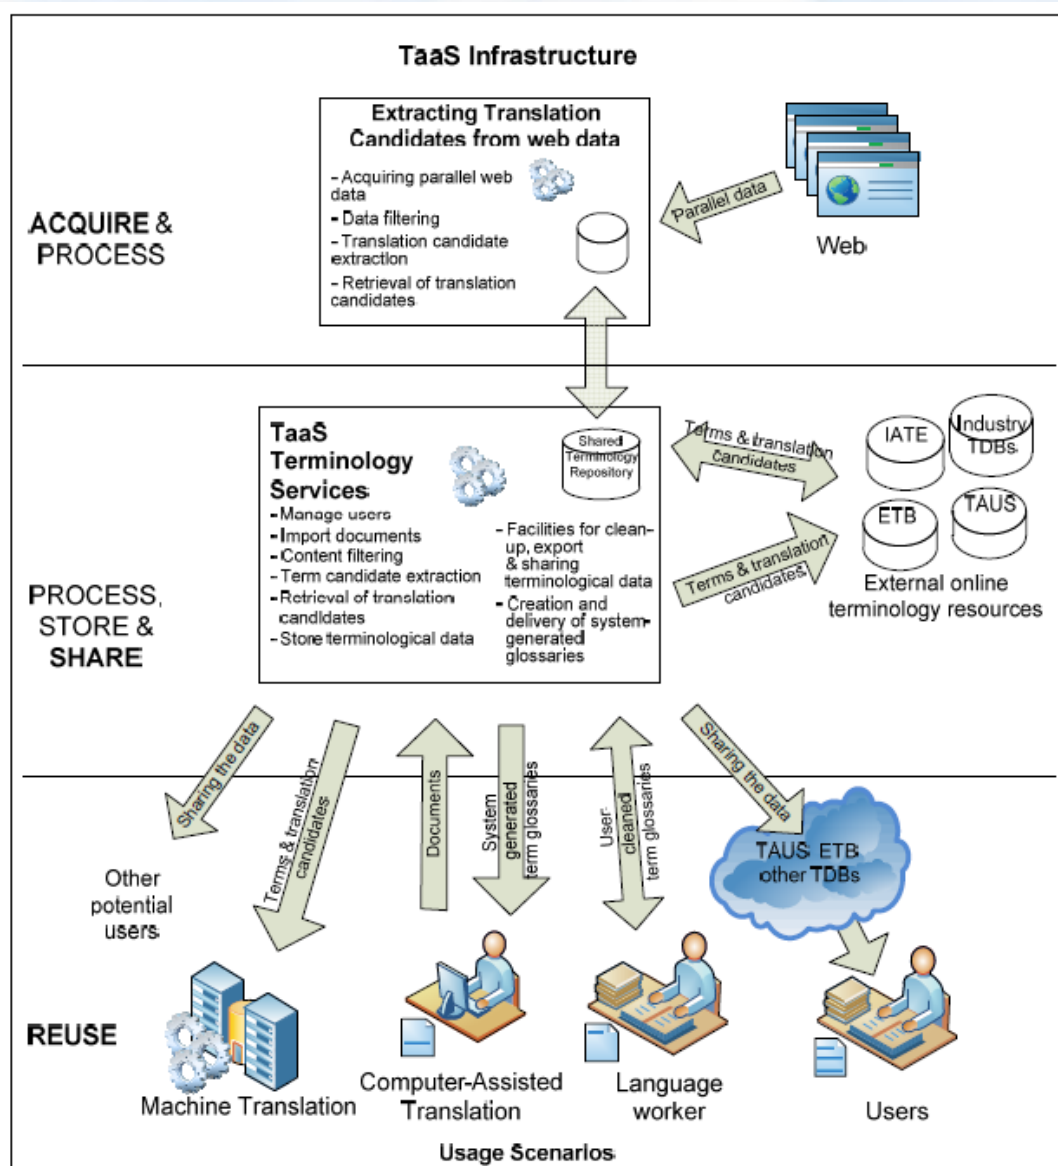 TaaS Infrastructure
Extracting Translation
Candidates from web data
- Acquiring parallel web
data
- Data filtering
- Translation candidate
extraction
- Retrieval of translation
candidates
Parallel data
Web
ACQUIRE &
PROCESS
TaaS
Terminology
Services
- Manage users
- Import documents
- Content filtering
- Term candidate extraction
- Retrieval of translation
candidates
- Store terminological data
Shared
Terminology
Repository
- Facilities for clean-
up, export
& sharing
terminological data
- Creation and
delivery of system-
generated
glossaries
Terms & translation
candidates
Terms & translation
candidates
IATE
Industry
TDBs
ETB
TAUS
External online
terminology resources
PROCESS,
STORE &
SHARE
Sharing the data
Terms & translation
candidates
Documents
System
generated
term glossaries
User
cleaned
term glossaries
Sharing the data
TAUS ETB
other TDBs
Other
potential
users
REUSE
Machine Translation
Computer-Assisted
Translation
Language
worker
Users
Usage Scenarios